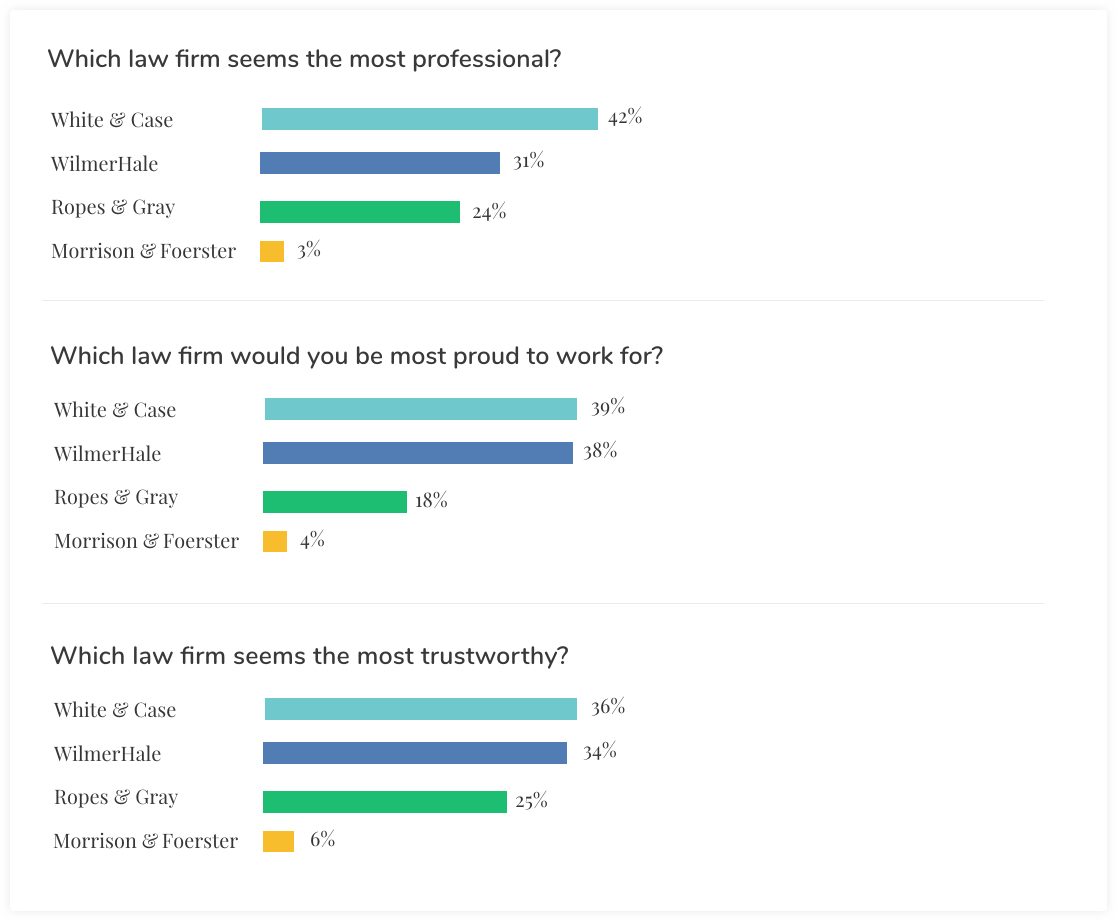 Which law firm seems the most professional?
White & Case 42%
WilmerHale 31%
Ropes & Gray 24%
Morrison & Foerster 3%
Which law firm would you be most proud to work for?
White & Case 39%
WilmerHale 38%
Ropes & Gray 18%
Morrison & Foerster 4%
Which law firm seems the most trustworthy?
White & Case 36%
WilmerHale 34%
Ropes & Gray 25%
Morrison & Foerster 6%